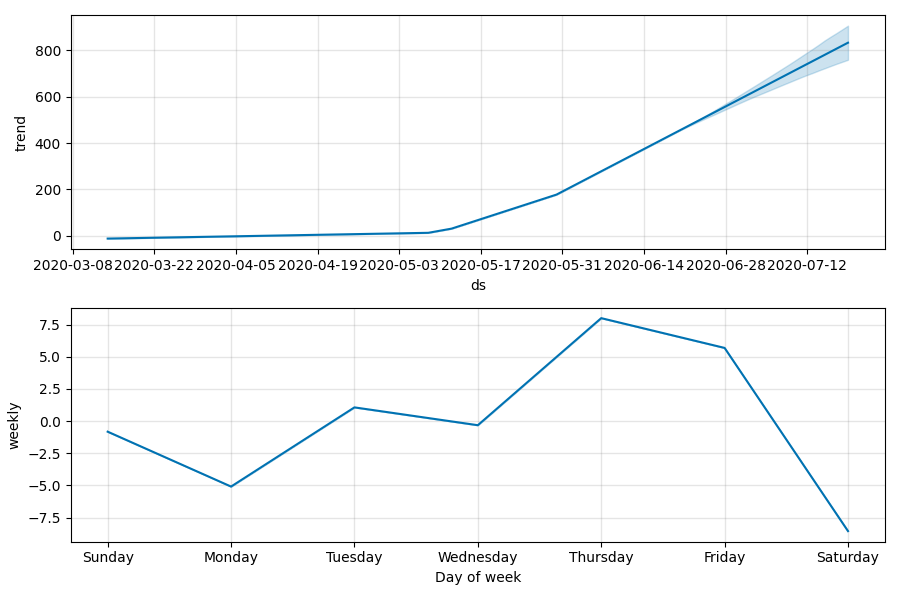 800
600
400
200
0
trend
2020-03-08 2020-03-22 2020-04-05 2020-04-19 2020-05-03 2020-05-17 2020-05-31 2020-06-14 2020-06-28 2020-07-12
ds
7.5
5.0
2.5
0.0
−2.5
−5.0
−7.5
weekly
Sunday Monday Tuesday Wednesday Thursday Friday Saturday
Day of week